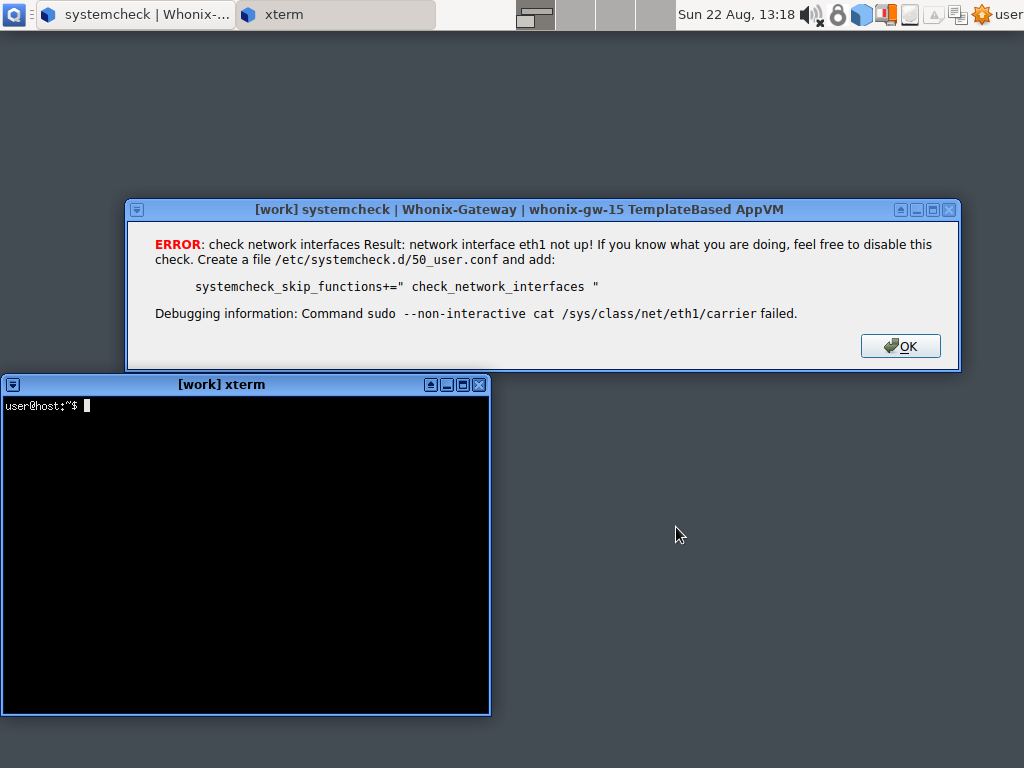 systemcheck | Whonix-...
xterm
Sun 22 Aug, 13:18
user
[work] systemcheck | Whonix-Gateway | whonix-gw-15 TemplateBased AppVM
ERROR: check network interfaces Result: network interface eth1 not up! If you know what you are doing, feel free to disable this
check. Create a file /etc/systemcheck.d/50_user.conf and add:
systemcheck_skip_functions+=" check_network_interfaces "
Debugging information: Command sudo --non-interactive cat /sys/class/net/eth1/carrier failed.
OK
[work] xterm
user@host:~$